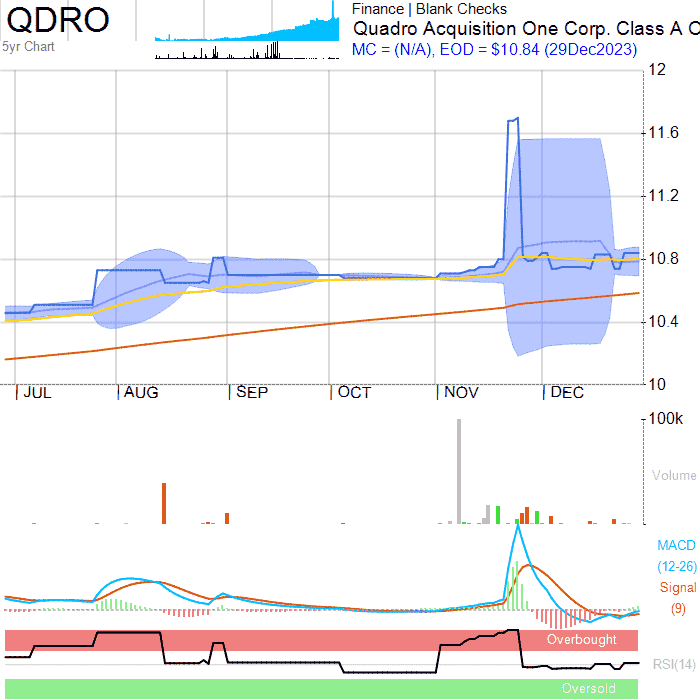 QDRO
5yr Chart
Finance | Blank Checks
Quadro Acquisition One Corp. Class A O
MC = (N/A), EOD = $10.84 (29Dec2023)
12
11.6
11.2
10.8
10.4
10
JUL AUG SEP OCT NOV DEC
100k
Volume
MACD
(12-26)
Signal
(9)
Overbought
RSI(14)
Oversold